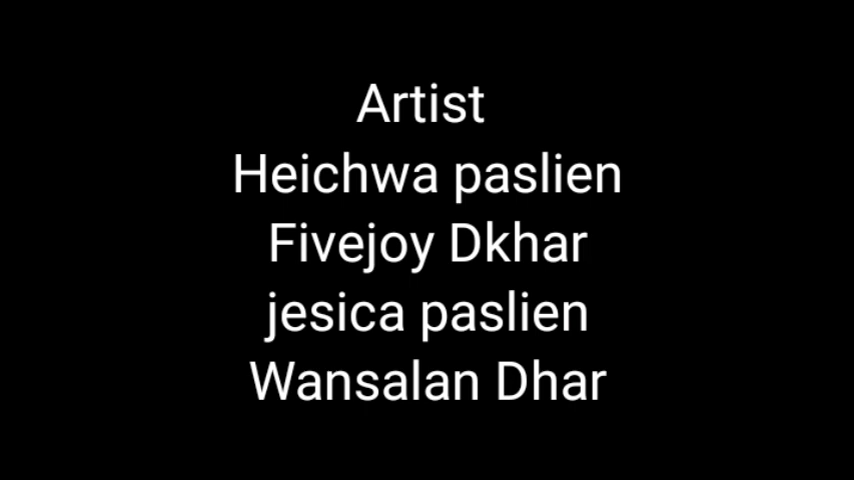 Artist
Heichwa paslien
Fivejoy Dkhar
jesica paslien
Wansalan Dhar